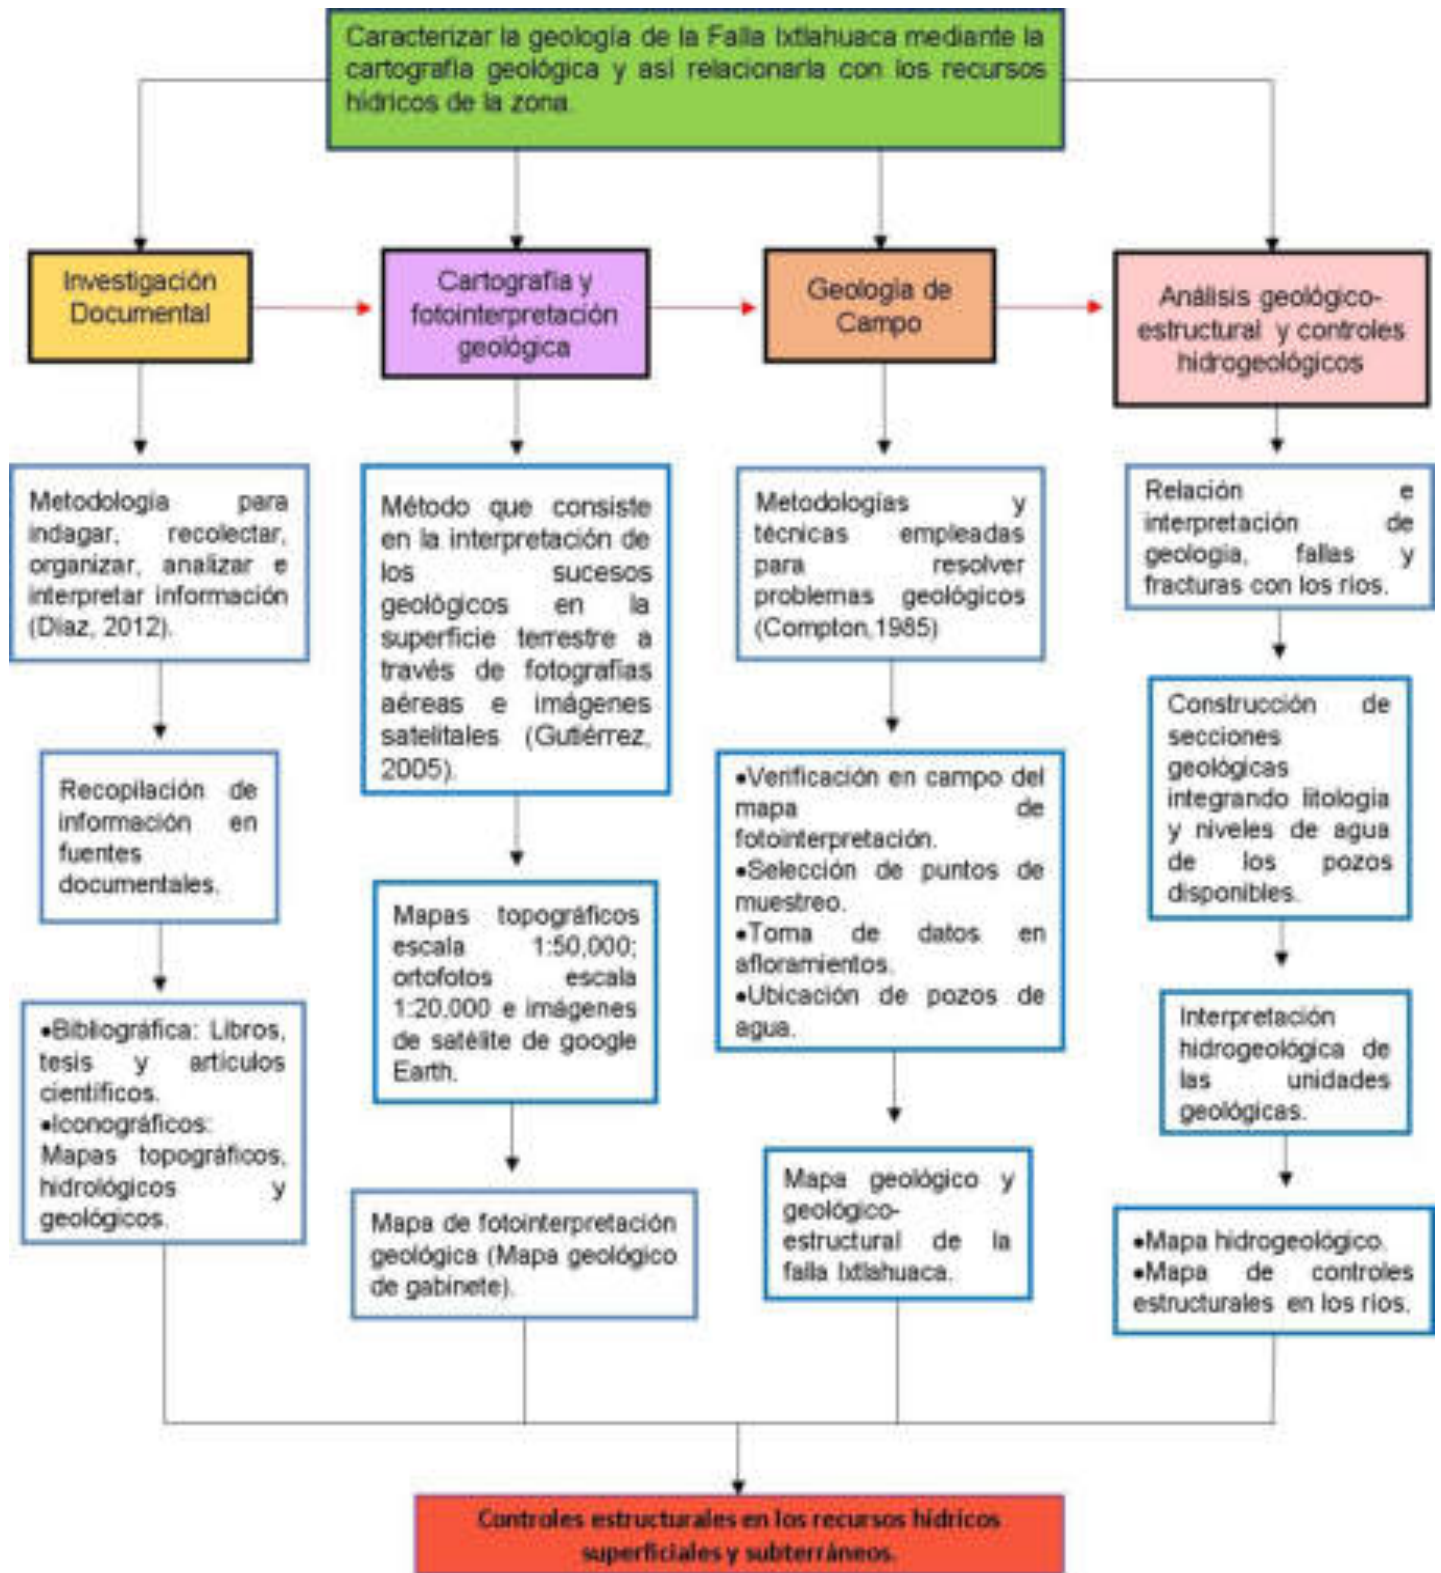 Caracterizar la geología de la Falla Ixtlahuaca mediante la
cartografía geológica y así relacionarla con los recursos
hídricos de la zona.
Investigación
Documental
Cartografía y
fotointerpretación
geológica
Geología de
Campo
Análisis geológico-
estructural y controles
hidrogeológicos
Metodología para
indagar, recolectar,
organizar, analizar e
interpretar información
(Díaz, 2012).
Recopilación de
información en
fuentes
documentales.
•Bibliográfica: Libros,
tesis y artículos
científicos.
•Iconográficos:
Mapas topográficos,
hidrológicos y
geológicos.
Método que consiste
en la interpretación de
los sucesos
geológicos en la
superficie terrestre a
través de fotografías
aéreas e imágenes
satelitales (Gutiérrez,
2005).
Mapas topográficos
escala 1:50,000;
ortofotos escala
1:20.000 e imágenes
de satélite de google
Earth.
Mapa de fotointerpretación
geológica (Mapa geológico
de gabinete).
Metodologías y
técnicas empleadas
para resolver
problemas geológicos
(Compton,1985)
•Verificación en campo del
mapa de
fotointerpretación.
•Selección de puntos de
muestreo.
•Toma de datos en
afloramientos.
•Ubicación de pozos de
agua.
Mapa geológico y
geológico-
estructural de la
falla Ixtlahuaca.
Relación e
interpretación de
geología, fallas y
fracturas con los ríos.
Construcción de
secciones
geológicas
integrando litología
y niveles de agua
de los pozos
disponibles.
Interpretación
hidrogeológica de
las unidades
geológicas.
•Mapa hidrogeológico.
•Mapa de controles
estructurales en los ríos.
Controles estructurales en los recursos hídricos
superficiales y subterráneos.